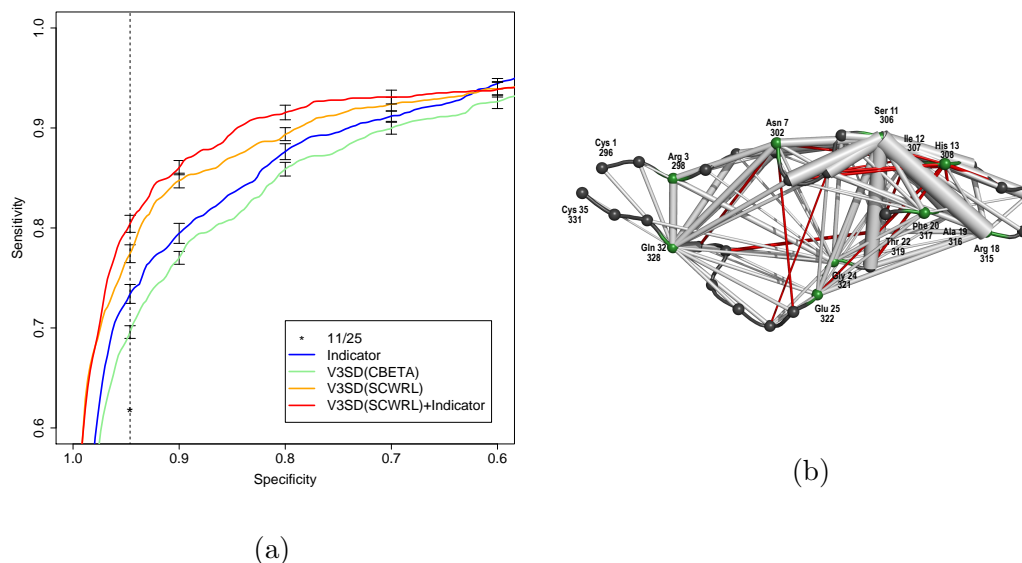 1.0
0.9
0.8
0.7
0.6
Sensitivity
1.0
0.9
0.8
0.7
0.6
Specificity
* 11/25
Indicator
V3SD(CBETA)
V3SD(SCWRL)
V3SD(SCWRL)+Indicator
(a)
Cys 1
296
Arg 3
298
Asn 7
302
Ser 11
306
Ile 12
307
His 13
308
Cys 35
331
Gln 32
328
Phe 20
317
Ala 19
316
Arg 18
315
Thr 22
319
Gly 24
321
Glu 25
322
(b)